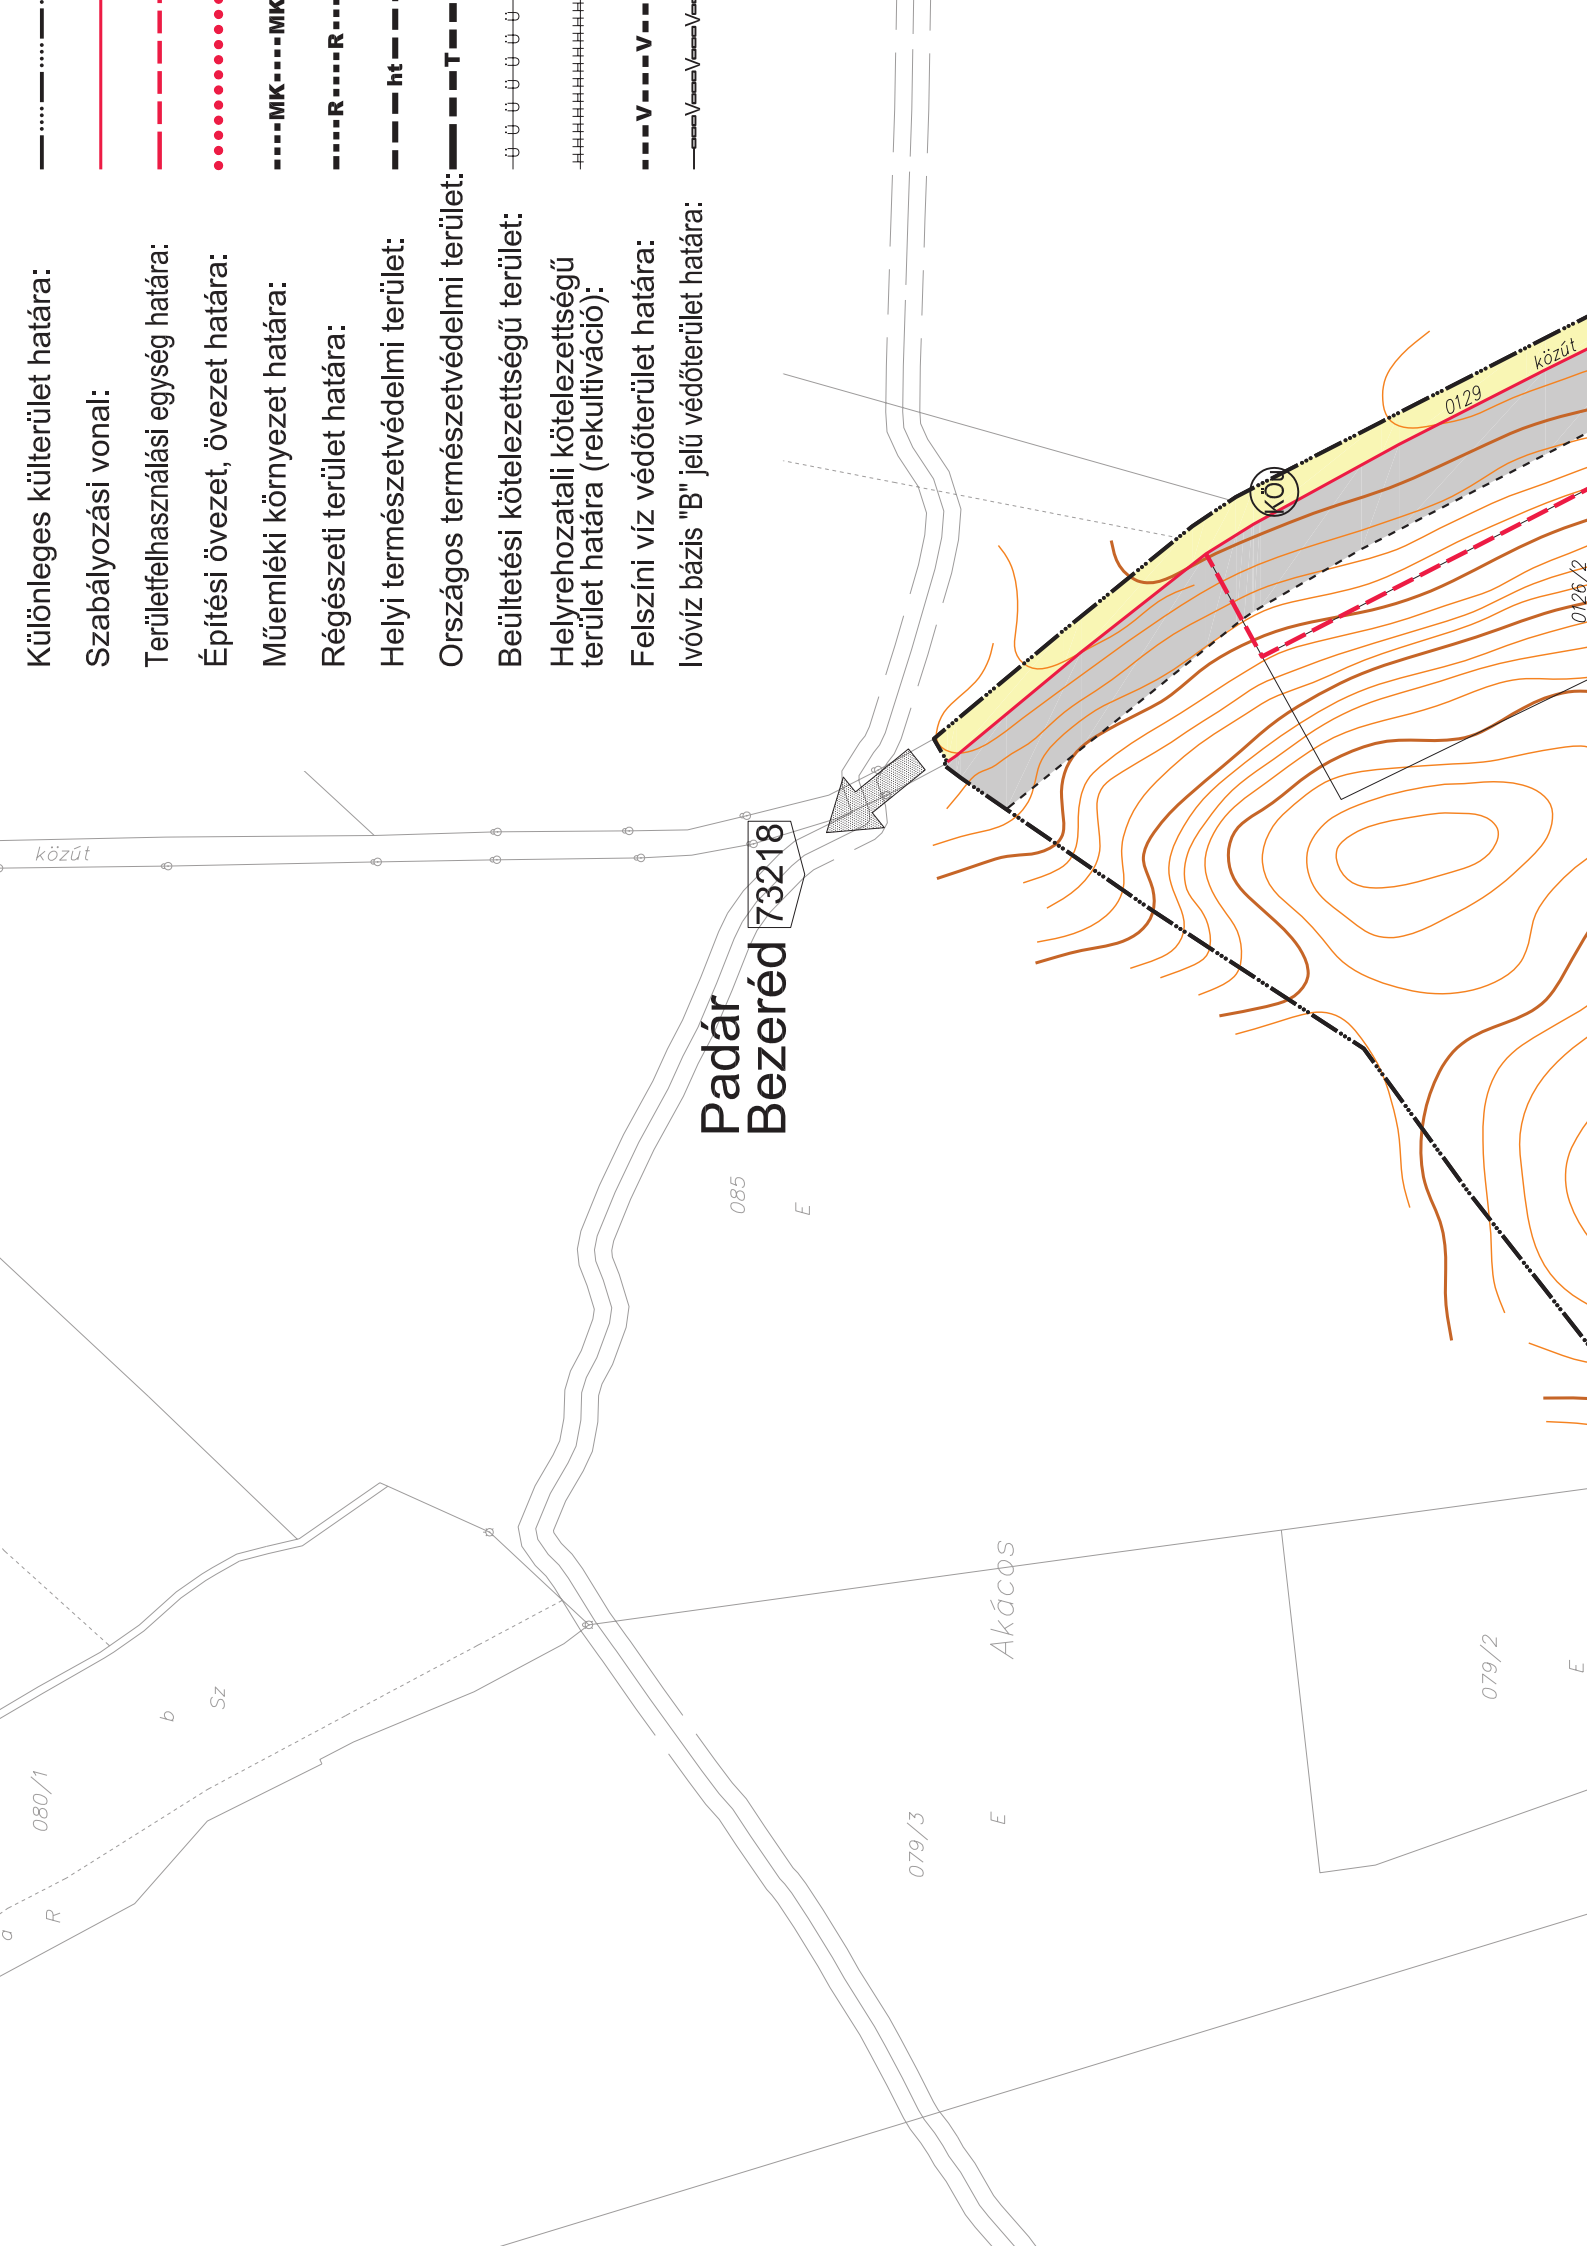 Különleges külterület határa:
Szabályozási vonal:
Területfelhasználási egység határa:
Építési övezet, övezet határa:
Műemléki környezet határa:
MK MK
Régészeti terület határa:
R R
Helyi természetvédelmi terület:
ht
Országos természetvédelmi terület:
T
Beültetési kötelezettségű terület:
Ü Ü Ü Ü Ü Ü Ü
Helyrehozatali kötelezettségű
terület határa (rekultiváció):
Felszíni víz védőterület határa:
V V
Ivóvíz bázis "B" jelű védőterület határa:
V V V
közút
73218
Padár
Bezeréd
0129
közút
KÖu
0126/2
085
E
Akácos
079/2
E
079/3
E
080/1
b
Sz
a
R